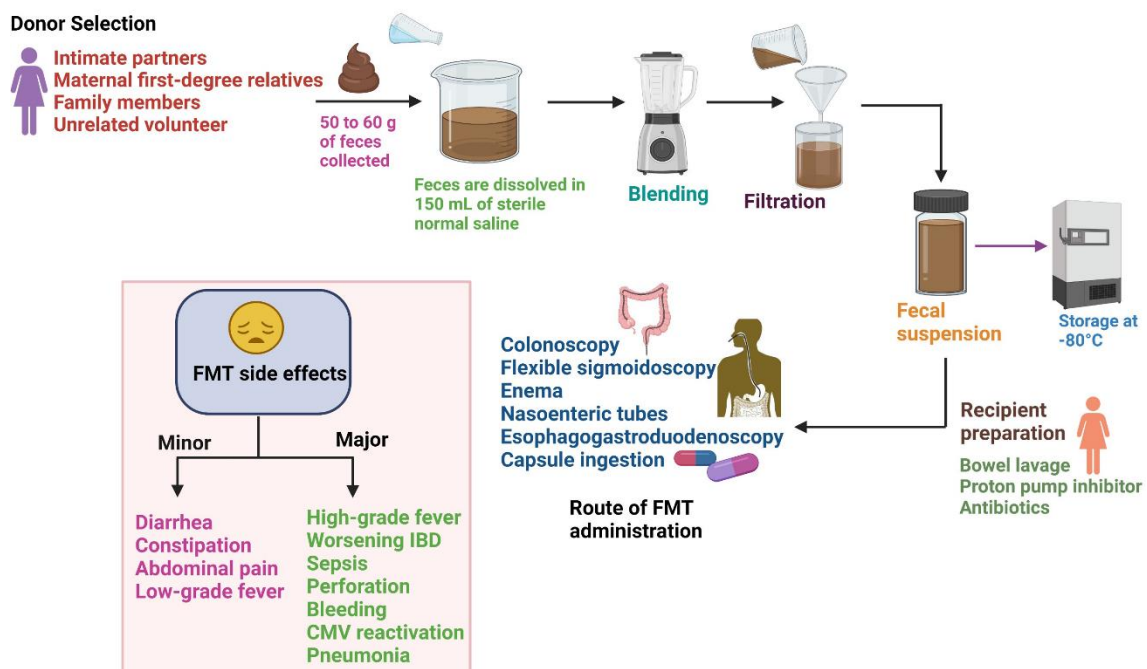 Donor Selection
Intimate partners
Maternal first-degree relatives
Family members
Unrelated volunteer
50 to 60 g
of feces
collected
Feces are dissolved in
150 mL of sterile
normal saline
Blending
Filtration
Fecal
suspension
Storage at
-80°C
Recipient
preparation
Bowel lavage
Proton pump inhibitor
Antibiotics
Colonoscopy
Flexible sigmoidoscopy
Enema
Nasoenteric tubes
Esophagogastroduodenoscopy
Capsule ingestion
Route of FMT
administration
FMT side effects
Minor
Major
Diarrhea
Constipation
Abdominal pain
Low-grade fever
High-grade fever
Worsening IBD
Sepsis
Perforation
Bleeding
CMV reactivation
Pneumonia